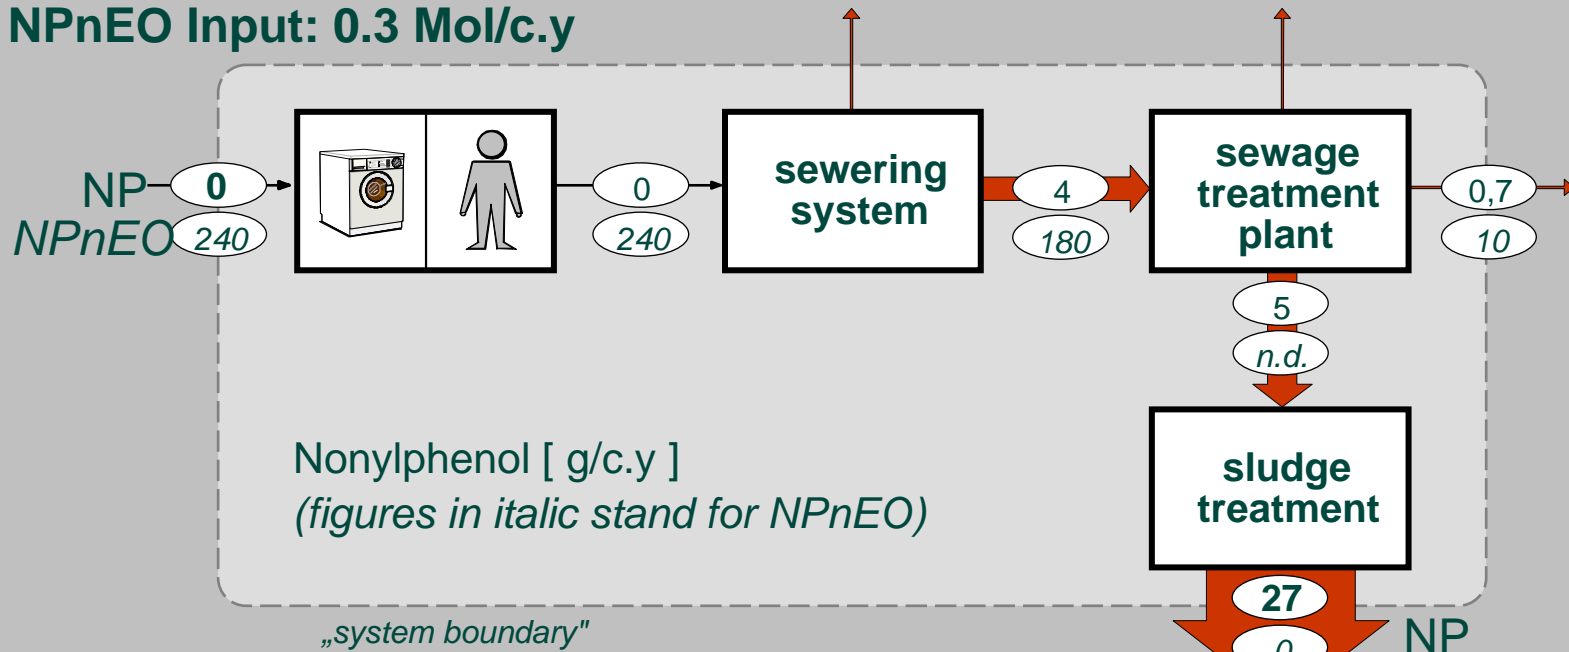 NPnEO Input: 0.3 Mol/c.y
NP
0
0
NPnEO
240
240
sewering
system
4
180
sewage
treatment
plant
0,7
10
5
n.d.
Nonylphenol [ g/c.y ]
(figures in italic stand for NPnEO)
sludge
treatment
27
NP
0
„system boundary"